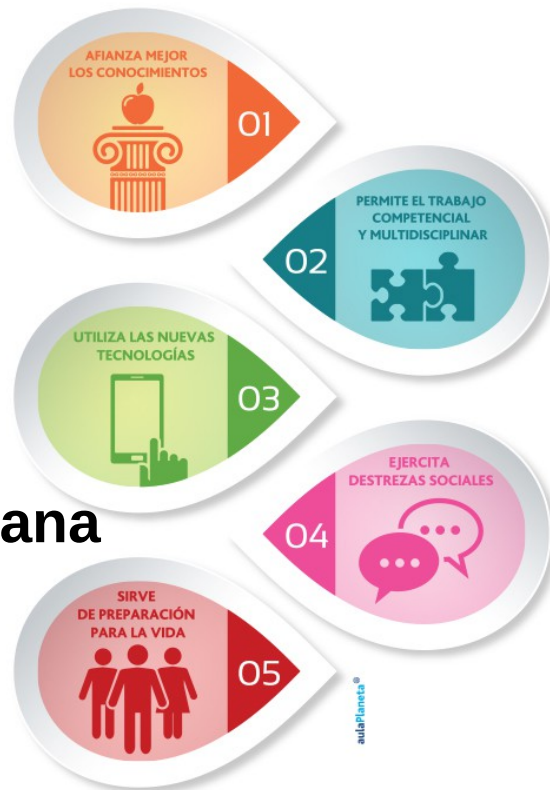 AFIANZA MEJOR
LOS CONOCIMIENTOS
01
PERMITE EL TRABAJO
COMPETENCIAL
Y MULTIDISCIPLINAR
02
UTILIZA LAS NUEVAS
TECNOLOGÍAS
03
EJERCITA
DESTREZAS SOCIALES
04
ana
SIRVE
DE PREPARACIÓN
PARA LA VIDA
05
aulaPlaneta®